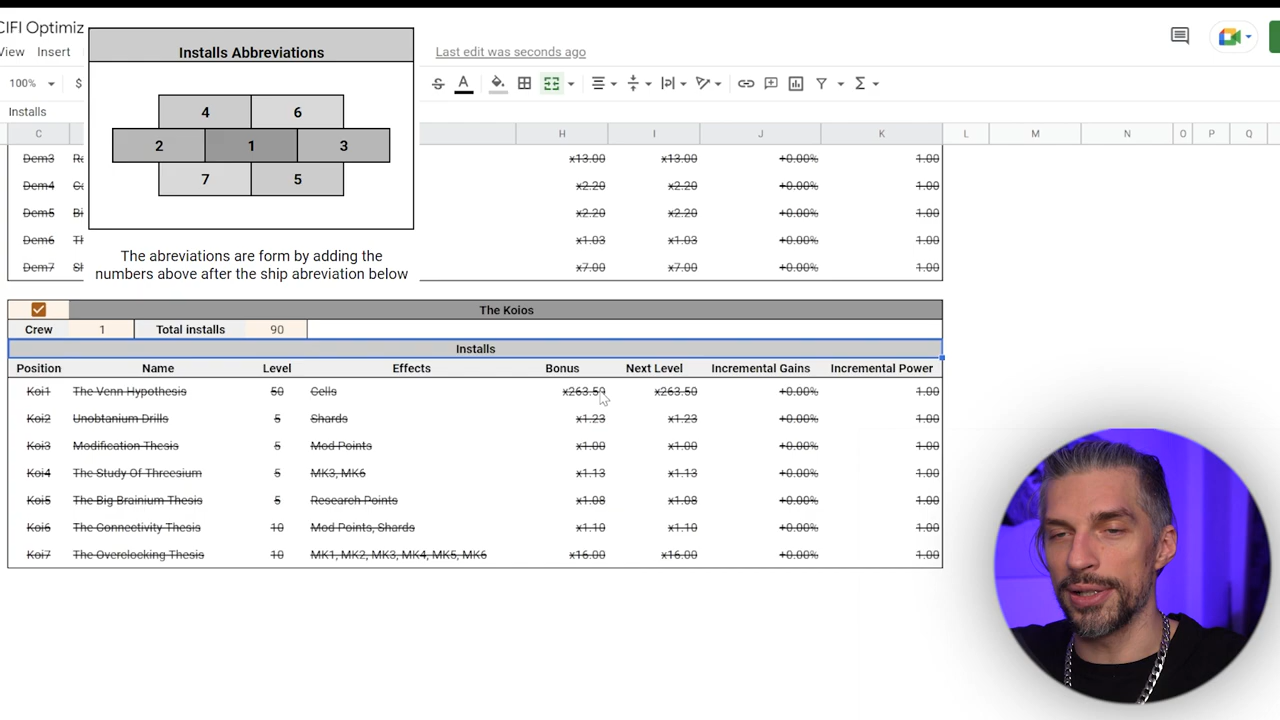 CIFI Optimiz
View Insert
Last edit was seconds ago
100% $
Installs
C H I J K L M N O P Q
Installs Abbreviations
4 6
2 1 3
7 5
The abreviations are form by adding the
numbers above after the ship abreviation below
Dem3 x13.00 x13.00 +0.00% 1.00
Dem4 x2.20 x2.20 +0.00% 1.00
Dem5 x2.20 x2.20 +0.00% 1.00
Dem6 x1.03 x1.03 +0.00% 1.00
Dem7 x7.00 x7.00 +0.00% 1.00
The Koios
Crew 1 Total installs 90
Installs
Position Name Level Effects Bonus Next Level Incremental Gains Incremental Power
Koi1 The Venn Hypothesis 50 Cells x263.50 x263.50 +0.00% 1.00
Koi2 Unobtanium Drills 5 Shards x1.23 x1.23 +0.00% 1.00
Koi3 Modification Thesis 5 Mod Points x1.00 x1.00 +0.00% 1.00
Koi4 The Study Of Threesium 5 MK3, MK6 x1.13 x1.13 +0.00% 1.00
Koi5 The Big Brainium Thesis 5 Research Points x1.08 x1.08 +0.00% 1.00
Koi6 The Connectivity Thesis 10 Mod Points, Shards x1.10 x1.10 +0.00% 1.00
Koi7 The Overclocking Thesis 10 MK1, MK2, MK3, MK4, MK5, MK6 x16.00 x16.00 +0.00% 1.00